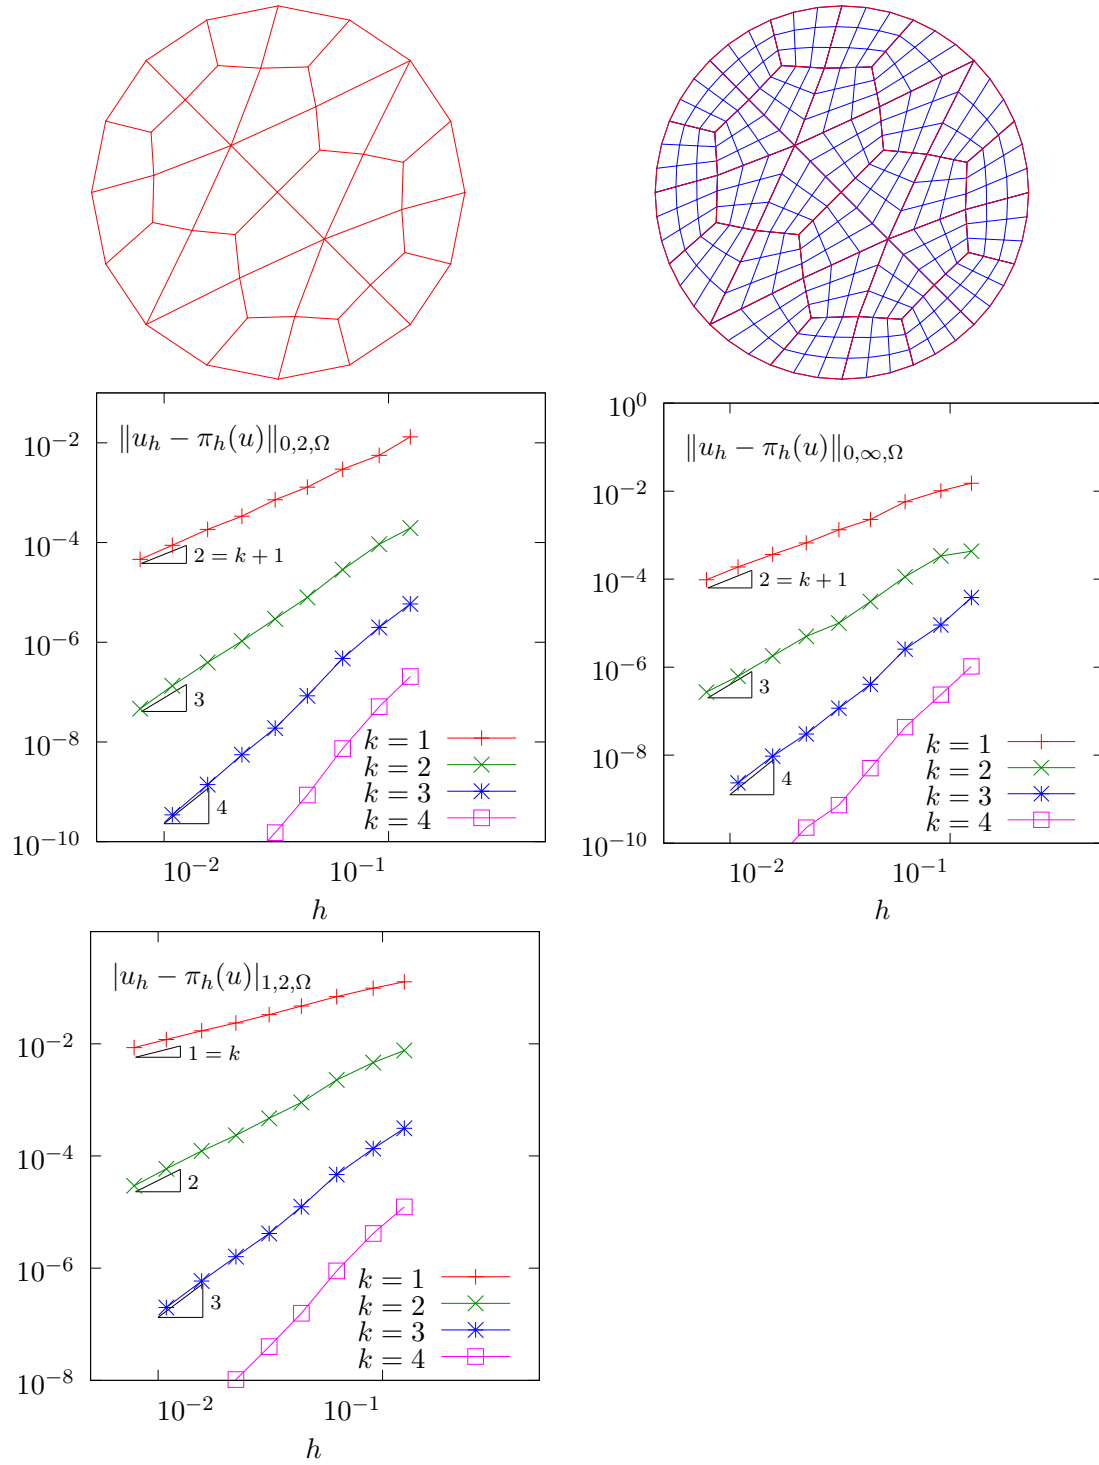 ‖u_h − π_h(u)‖_{0,2,Ω}
10^{-2}
10^{-4}
10^{-6}
10^{-8}
10^{-10}
2 = k + 1
3
4
k = 1
k = 2
k = 3
k = 4
10^{-2} 10^{-1}
h
10^{0}
‖u_h − π_h(u)‖_{0,∞,Ω}
10^{-2}
10^{-4}
10^{-6}
10^{-8}
10^{-10}
2 = k + 1
3
4
k = 1
k = 2
k = 3
k = 4
10^{-2} 10^{-1}
h
|u_h − π_h(u)|_{1,2,Ω}
10^{-2}
10^{-4}
10^{-6}
10^{-8}
1 = k
2
3
k = 1
k = 2
k = 3
k = 4
10^{-2} 10^{-1}
h